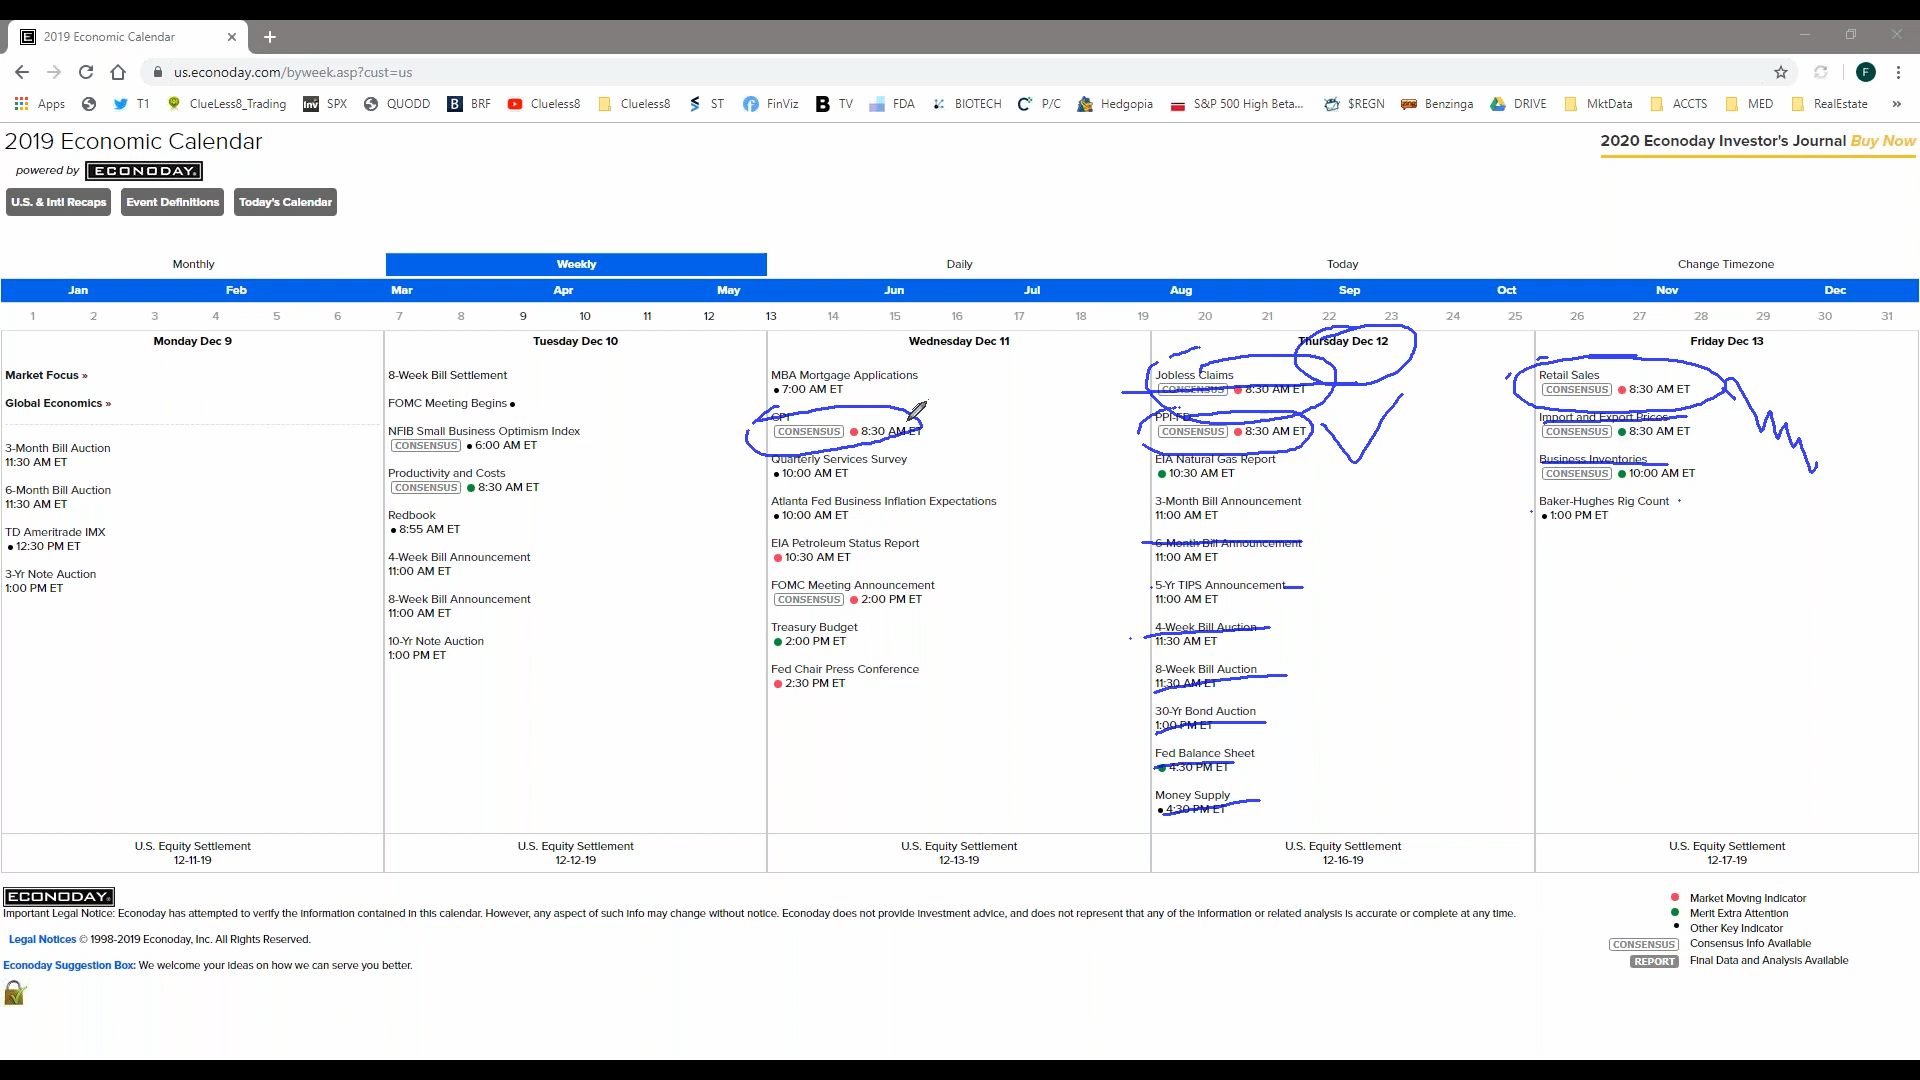 2019 Economic Calendar
us.econoday.com/byweek.asp?cust=us
F
Apps T1 ClueLess8_Trading SPX QUODD BRF Clueless8 Clueless8 ST FinViz TV FDA BIOTECH P/C Hedgopia S&P 500 High Beta... $REGN Benzinga DRIVE MktData ACCTS MED RealEstate »
2019 Economic Calendar
2020 Econoday Investor's Journal Buy Now
powered by ECONODAY.
U.S. & Intl Recaps Event Definitions Today's Calendar
Monthly Weekly Daily Today Change Timezone
Jan Feb Mar Apr May Jun Jul Aug Sep Oct Nov Dec
1 2 3 4 5 6 7 8 9 10 11 12 13 14 15 16 17 18 19 20 21 22 23 24 25 26 27 28 29 30 31
Monday Dec 9
Market Focus »
Global Economics »
3-Month Bill Auction
11:30 AM ET
6-Month Bill Auction
11:30 AM ET
TD Ameritrade IMX
12:30 PM ET
3-Yr Note Auction
1:00 PM ET
U.S. Equity Settlement
12-11-19
Tuesday Dec 10
8-Week Bill Settlement
FOMC Meeting Begins
NFIB Small Business Optimism Index
CONSENSUS 6:00 AM ET
Productivity and Costs
CONSENSUS 8:30 AM ET
Redbook
8:55 AM ET
4-Week Bill Announcement
11:00 AM ET
8-Week Bill Announcement
11:00 AM ET
10-Yr Note Auction
1:00 PM ET
U.S. Equity Settlement
12-12-19
Wednesday Dec 11
MBA Mortgage Applications
7:00 AM ET
CPI
CONSENSUS 8:30 AM ET
Quarterly Services Survey
10:00 AM ET
Atlanta Fed Business Inflation Expectations
10:00 AM ET
EIA Petroleum Status Report
10:30 AM ET
FOMC Meeting Announcement
CONSENSUS 2:00 PM ET
Treasury Budget
2:00 PM ET
Fed Chair Press Conference
2:30 PM ET
U.S. Equity Settlement
12-13-19
Thursday Dec 12
Jobless Claims
CONSENSUS 8:30 AM ET
PPI-FD
CONSENSUS 8:30 AM ET
EIA Natural Gas Report
10:30 AM ET
3-Month Bill Announcement
11:00 AM ET
6-Month Bill Announcement
11:00 AM ET
5-Yr TIPS Announcement
11:00 AM ET
4-Week Bill Auction
11:30 AM ET
8-Week Bill Auction
11:30 AM ET
30-Yr Bond Auction
1:00 PM ET
Fed Balance Sheet
4:30 PM ET
Money Supply
4:30 PM ET
U.S. Equity Settlement
12-16-19
Friday Dec 13
Retail Sales
CONSENSUS 8:30 AM ET
Import and Export Prices
CONSENSUS 8:30 AM ET
Business Inventories
CONSENSUS 10:00 AM ET
Baker-Hughes Rig Count
1:00 PM ET
U.S. Equity Settlement
12-17-19
ECONODAY.
Important Legal Notice: Econoday has attempted to verify the information contained in this calendar. However, any aspect of such info may change without notice. Econoday does not provide investment advice, and does not represent that any of the information or related analysis is accurate or complete at any time.
Legal Notices © 1998-2019 Econoday, Inc. All Rights Reserved.
Econoday Suggestion Box: We welcome your ideas on how we can serve you better.
Market Moving Indicator
Merit Extra Attention
Other Key Indicator
CONSENSUS Consensus Info Available
REPORT Final Data and Analysis Available